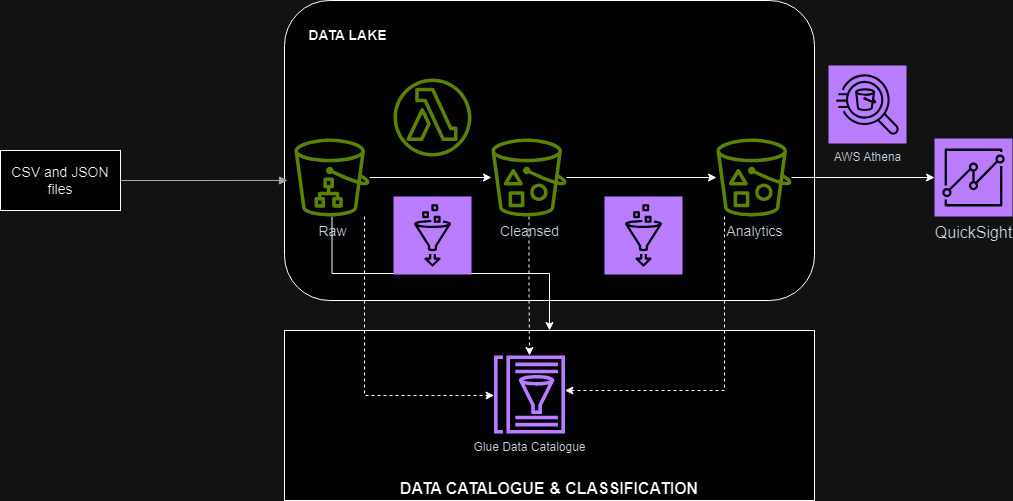 DATA LAKE
CSV and JSON
files
AWS Athena
Raw
Cleansed
Analytics
QuickSight
Glue Data Catalogue
DATA CATALOGUE & CLASSIFICATION